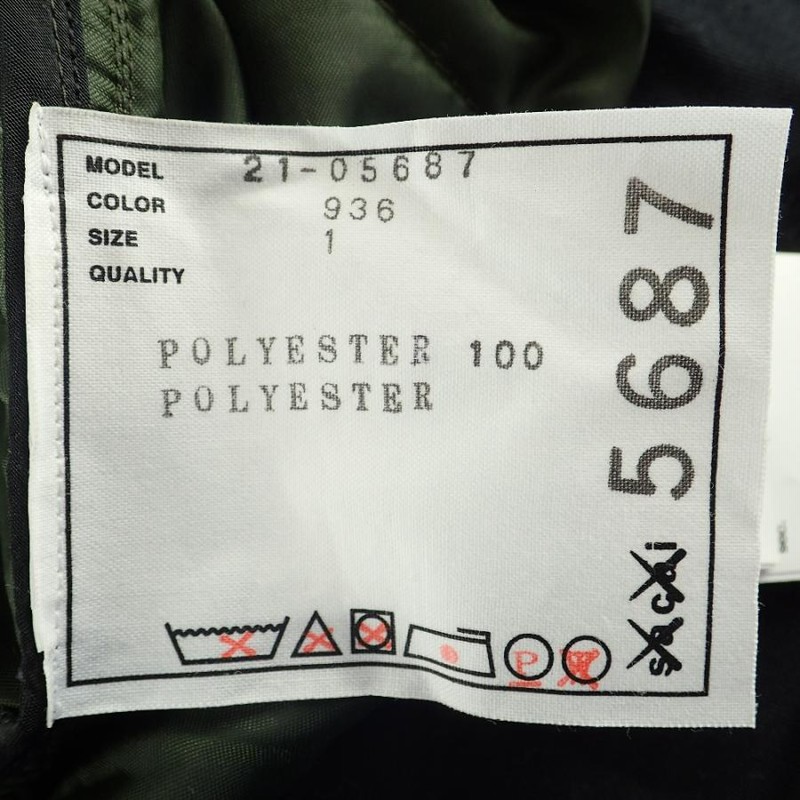 MODEL 21-05687
COLOR 936
SIZE 1
QUALITY
POLYESTER 100
POLYESTER
P
5687
sacai